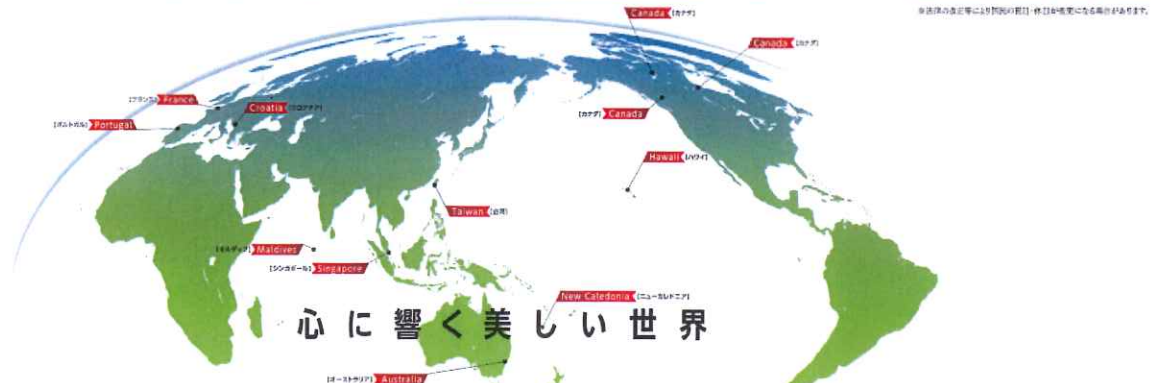 Canada [カナダ]
※法律の改正等により国民の祝日・休日が変更になる場合があります。
Canada [カナダ]
[フランス] France
Croatia [クロアチア]
[カナダ] Canada
[ポルトガル] Portugal
Hawaii [ハワイ]
Taiwan [台湾]
[モルディブ] Maldives
[シンガポール] Singapore
New Caledonia [ニューカレドニア]
心に響く美しい世界
[オーストラリア] Australia